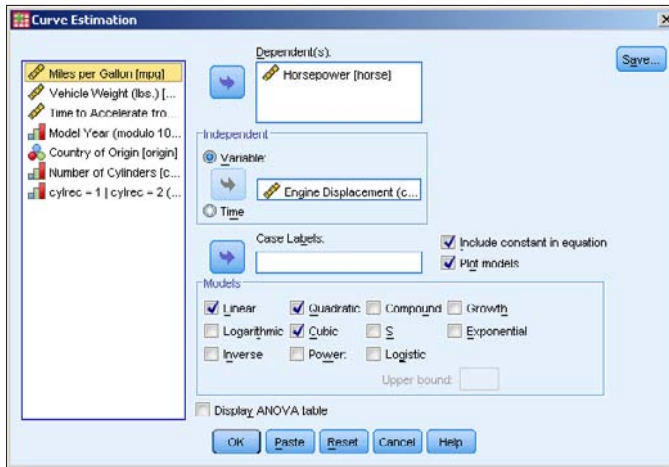 Curve Estimation
Miles per Gallon [mpg]
Vehicle Weight (lbs.) [...
Time to Accelerate fro...
Model Year (modulo 10...
Country of Origin [origin]
Number of Cylinders [c...
cylrec = 1 | cylrec = 2 (...
Dependent(s):
Horsepower [horse]
Save...
Independent
Variable:
Engine Displacement (c...
Time
Case Labels:
Include constant in equation
Plot models
Models
Linear Quadratic Compound Growth
Logarithmic Cubic S Exponential
Inverse Power: Logistic
Upper bound:
Display ANOVA table
OK Paste Reset Cancel Help